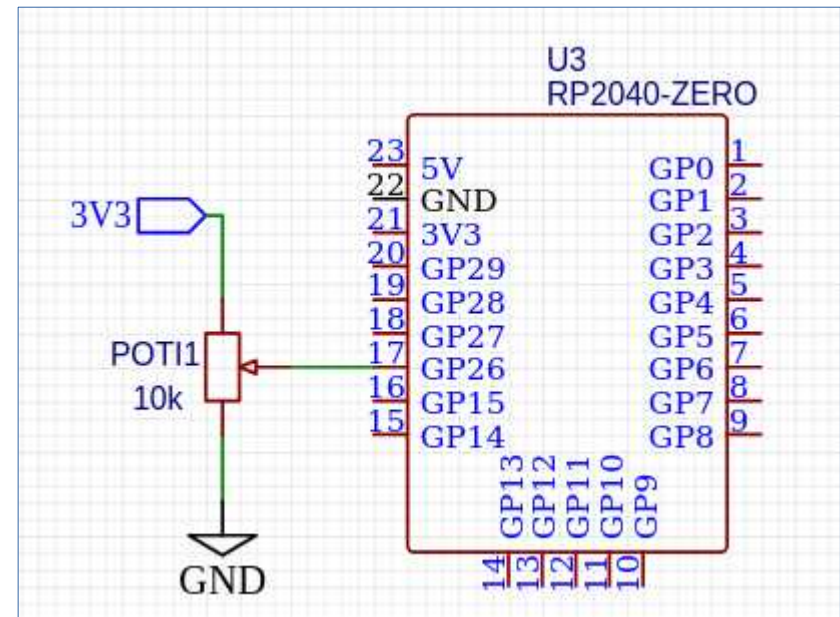 U3
RP2040-ZERO
3V3
POTI1
10k
GND
23 5V
22 GND
21 3V3
20 GP29
19 GP28
18 GP27
17 GP26
16 GP15
15 GP14
GP0 1
GP1 2
GP2 3
GP3 4
GP4 5
GP5 6
GP6 7
GP7 8
GP8 9
GP13 14
GP12 13
GP11 12
GP10 11
GP9 10